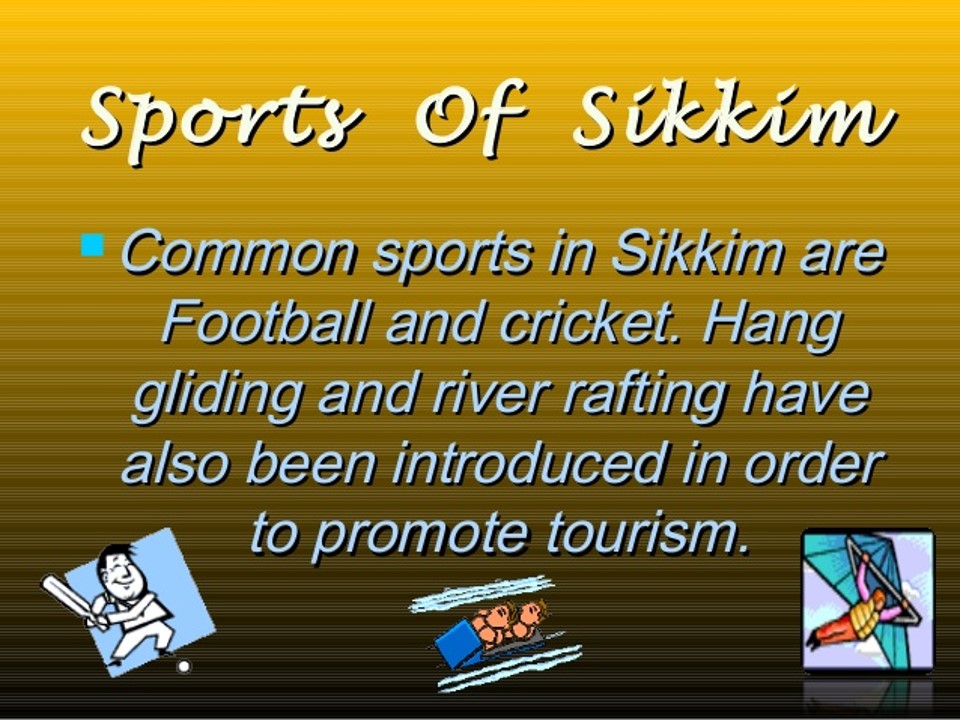 Sports Of Sikkim
Common sports in Sikkim are
Football and cricket. Hang
gliding and river rafting have
also been introduced in order
to promote tourism.